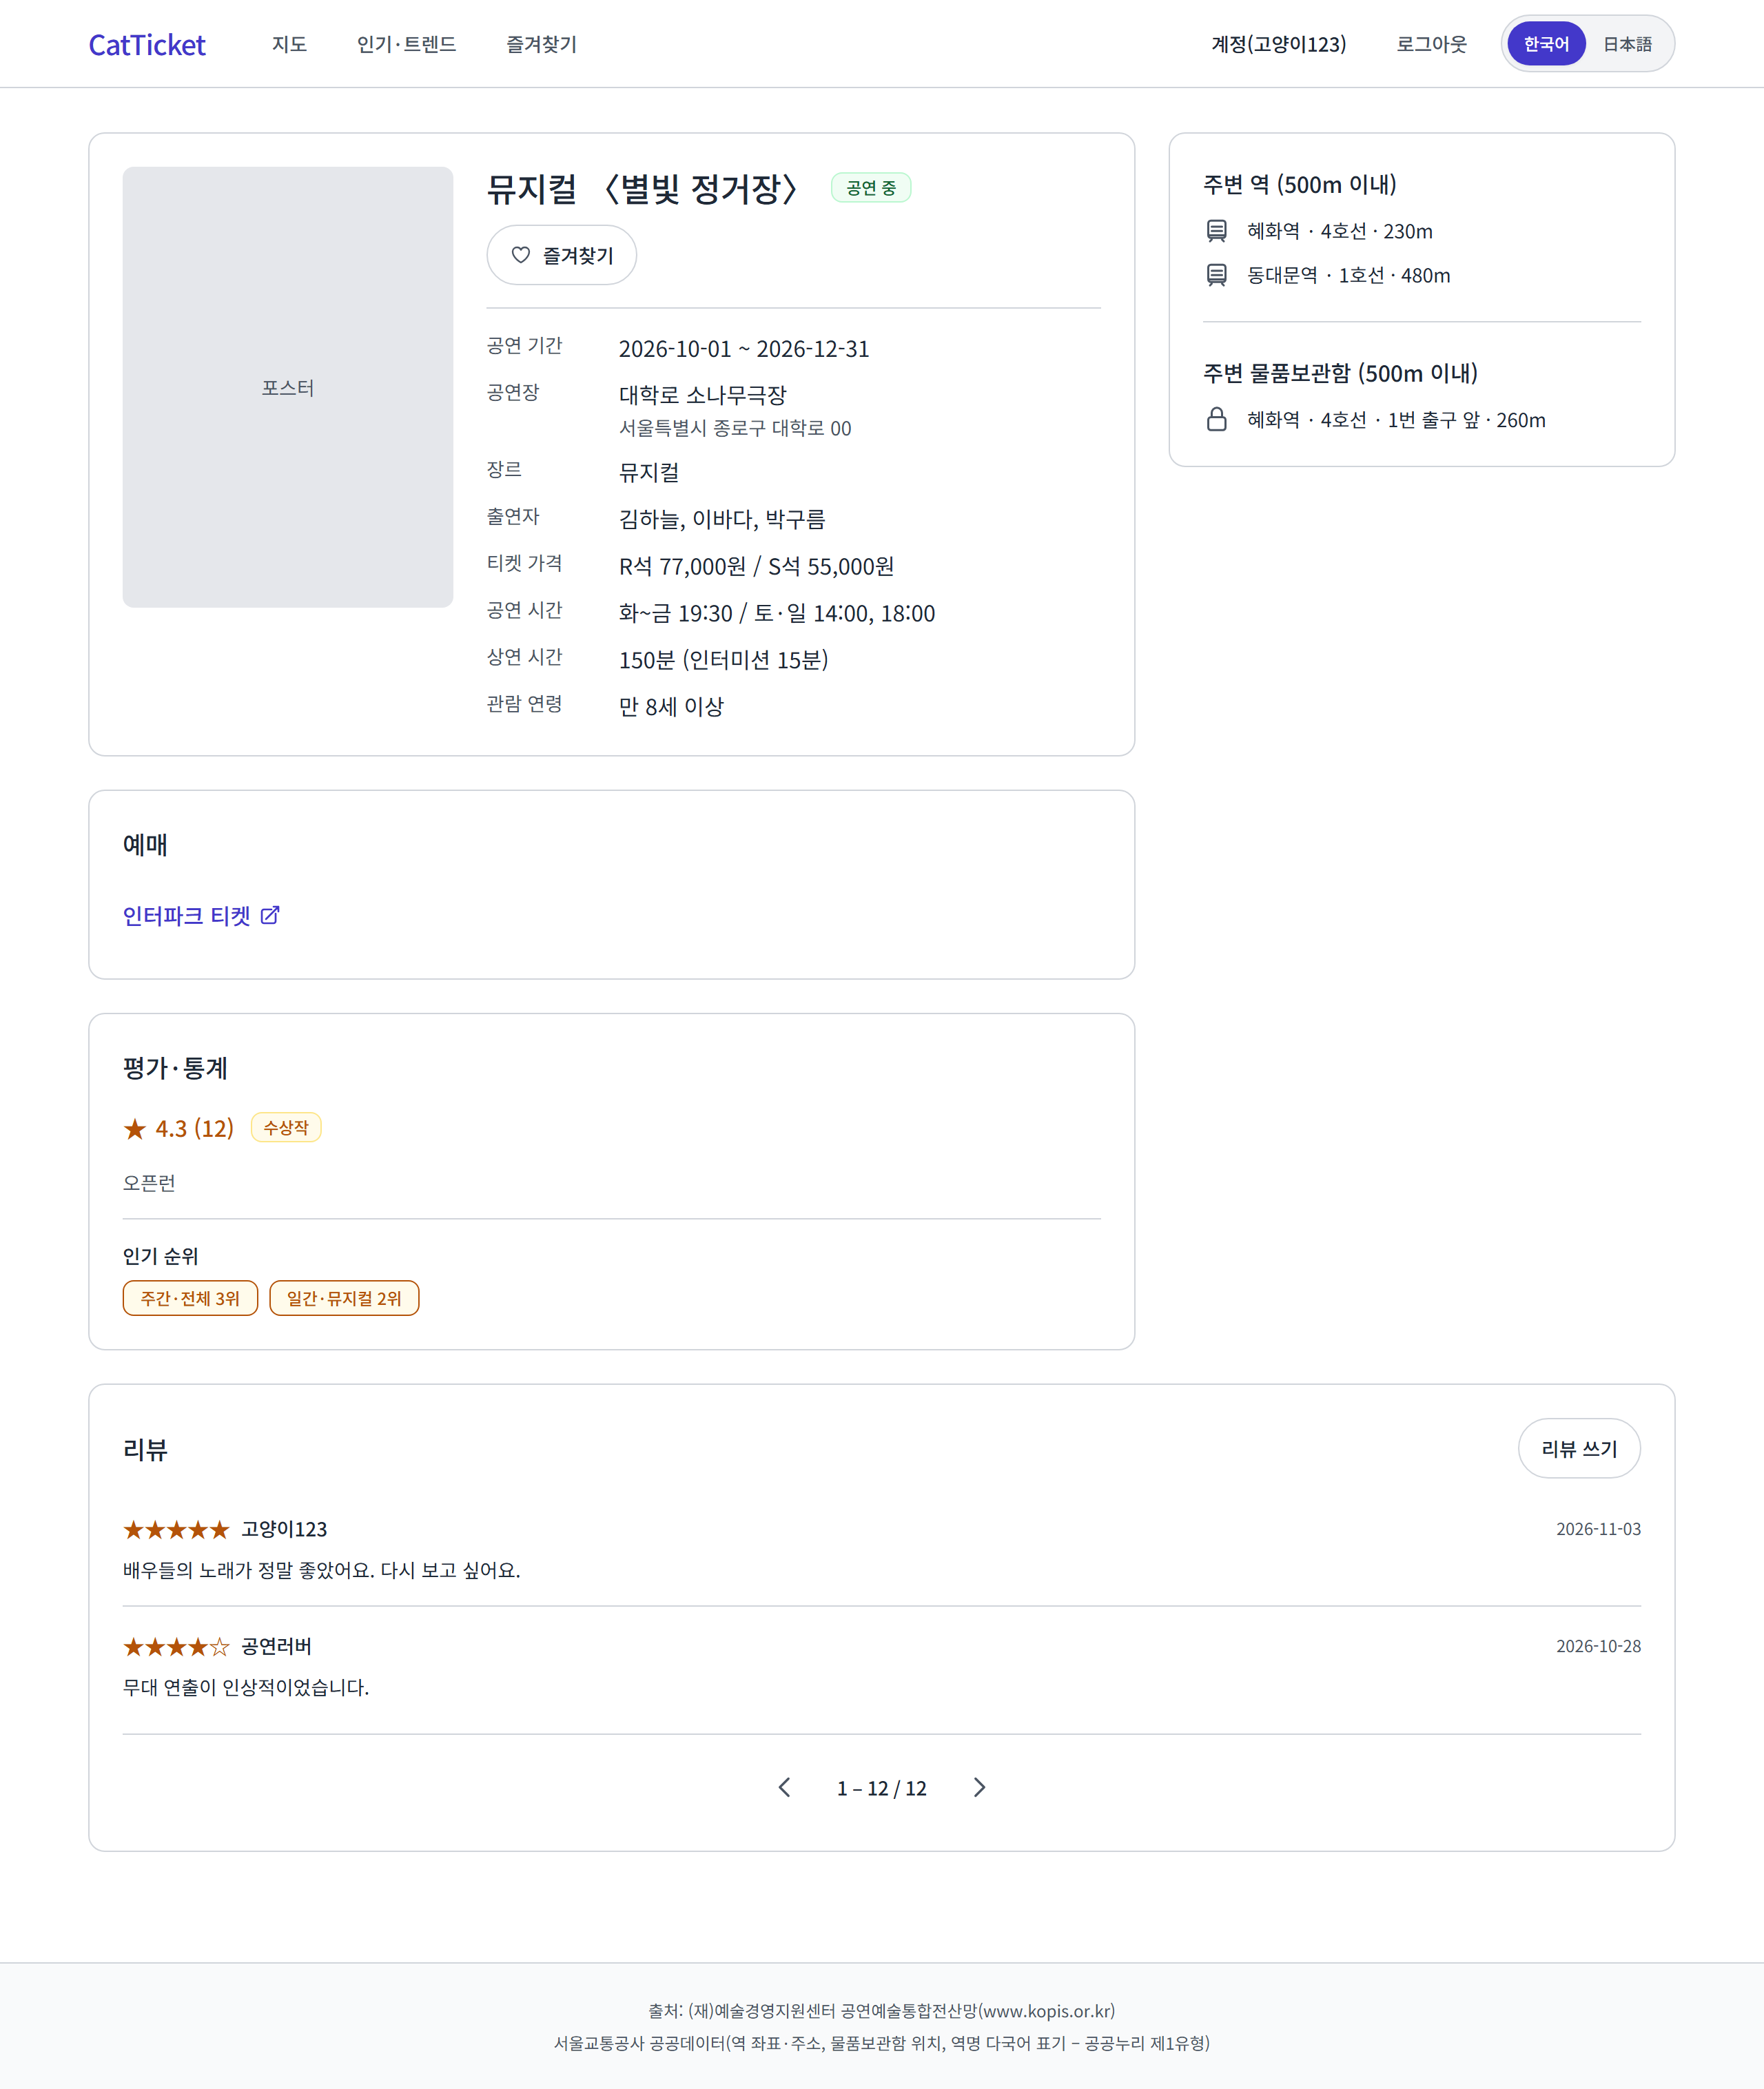 CatTicket 지도 인기·트렌드 즐겨찾기 계정(고양이123) 로그아웃 한국어 日本語
포스터
뮤지컬 〈별빛 정거장〉 공연 중
즐겨찾기
공연 기간 2026-10-01 ~ 2026-12-31
공연장 대학로 소나무극장
서울특별시 종로구 대학로 00
장르 뮤지컬
출연자 김하늘, 이바다, 박구름
티켓 가격 R석 77,000원 / S석 55,000원
공연 시간 화~금 19:30 / 토·일 14:00, 18:00
상연 시간 150분 (인터미션 15분)
관람 연령 만 8세 이상
주변 역 (500m 이내)
혜화역 · 4호선 · 230m
동대문역 · 1호선 · 480m
주변 물품보관함 (500m 이내)
혜화역 · 4호선 · 1번 출구 앞 · 260m
예매
인터파크 티켓
평가·통계
★ 4.3 (12) 수상작
오픈런
인기 순위
주간·전체 3위 일간·뮤지컬 2위
리뷰 리뷰 쓰기
★★★★★ 고양이123 2026-11-03
배우들의 노래가 정말 좋았어요. 다시 보고 싶어요.
★★★★☆ 공연러버 2026-10-28
무대 연출이 인상적이었습니다.
1 – 12 / 12
출처: (재)예술경영지원센터 공연예술통합전산망(www.kopis.or.kr)
서울교통공사 공공데이터(역 좌표·주소, 물품보관함 위치, 역명 다국어 표기 – 공공누리 제1유형)